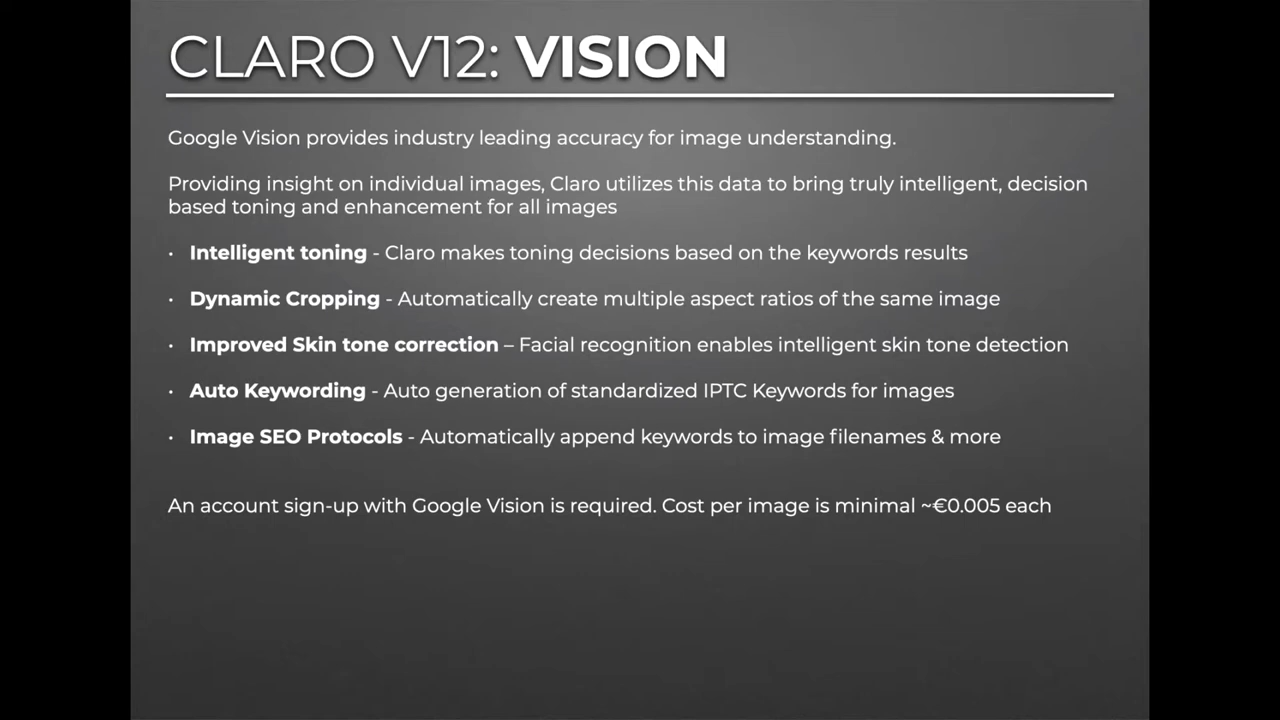 CLARO V12: VISION
Google Vision provides industry leading accuracy for image understanding.
Providing insight on individual images, Claro utilizes this data to bring truly intelligent, decision
based toning and enhancement for all images
• Intelligent toning - Claro makes toning decisions based on the keywords results
• Dynamic Cropping - Automatically create multiple aspect ratios of the same image
• Improved Skin tone correction – Facial recognition enables intelligent skin tone detection
• Auto Keywording - Auto generation of standardized IPTC Keywords for images
• Image SEO Protocols - Automatically append keywords to image filenames & more
An account sign-up with Google Vision is required. Cost per image is minimal ~€0.005 each